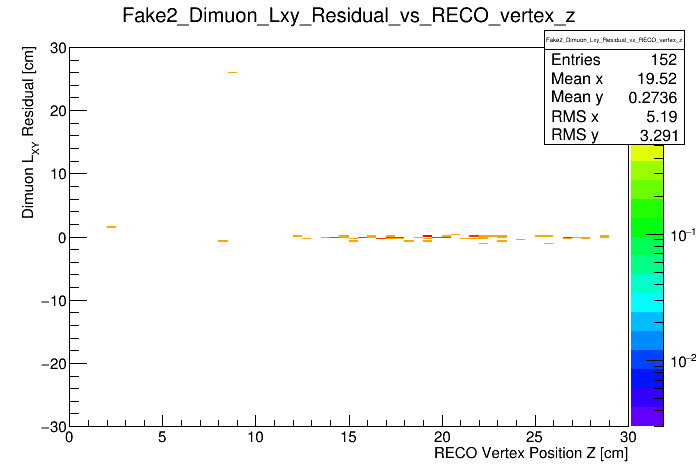 Fake2_Dimuon_Lxy_Residual_vs_RECO_vertex_z
Fake2_Dimuon_Lxy_Residual_vs_RECO_vertex_z
Entries 152
Mean x 19.52
Mean y 0.2736
RMS x 5.19
RMS y 3.291
Dimuon LXY Residual [cm]
30
20
10
0
−10
−20
−30
0 5 10 15 20 25 30
RECO Vertex Position Z [cm]
10−1
10−2